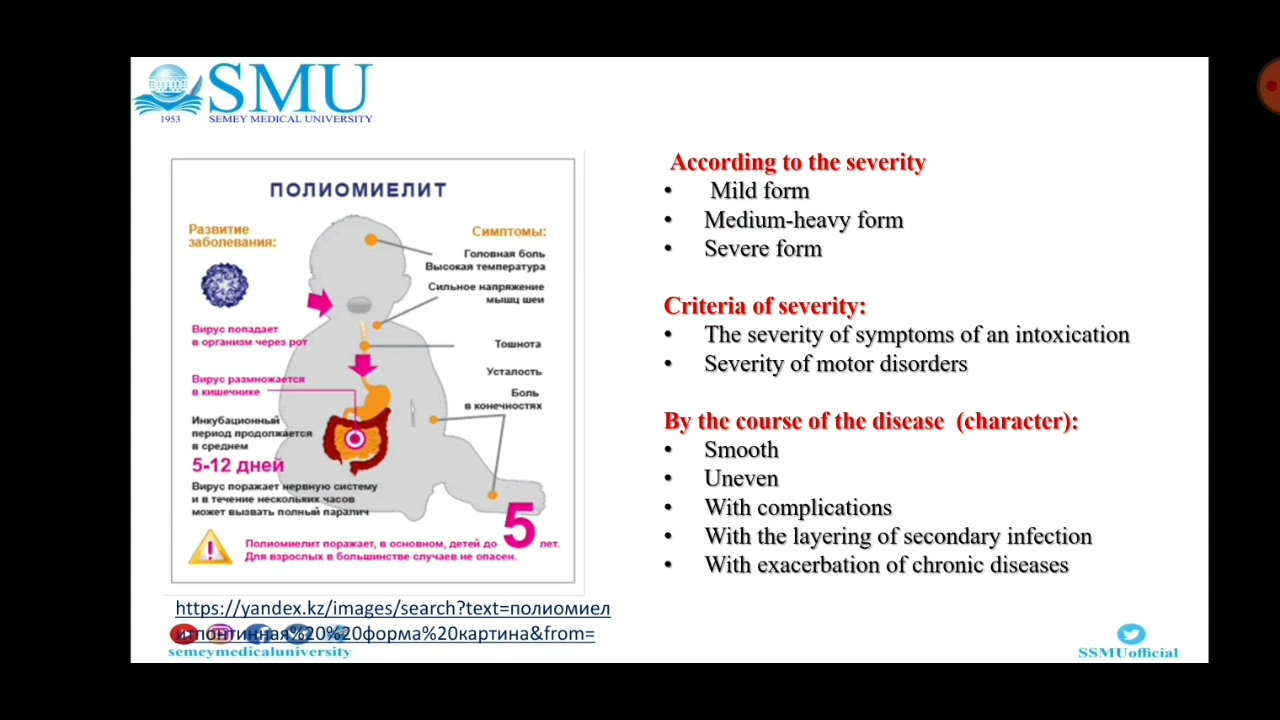 SMU
1953 SEMEY MEDICAL UNIVERSITY
ПОЛИОМИЕЛИТ
Развитие
заболевания:
Вирус попадает
в организм через рот
Вирус размножается
в кишечнике
Инкубационный
период продолжается
в среднем
5-12 дней
Вирус поражает нервную систему
и в течение нескольких часов
может вызвать полный паралич
Симптомы:
Головная боль
Высокая температура
Сильное напряжение
мышц шеи
Тошнота
Усталость
Боль
в конечностях
Полиомиелит поражает, в основном, детей до 5 лет.
Для взрослых в большинстве случаев не опасен.
https://yandex.kz/images/search?text=полиомиел
итпонтинная%20%20форма%20картина&from=
semeymedicaluniversity
According to the severity
• Mild form
• Medium-heavy form
• Severe form
Criteria of severity:
• The severity of symptoms of an intoxication
• Severity of motor disorders
By the course of the disease (character):
• Smooth
• Uneven
• With complications
• With the layering of secondary infection
• With exacerbation of chronic diseases
SSMUofficial